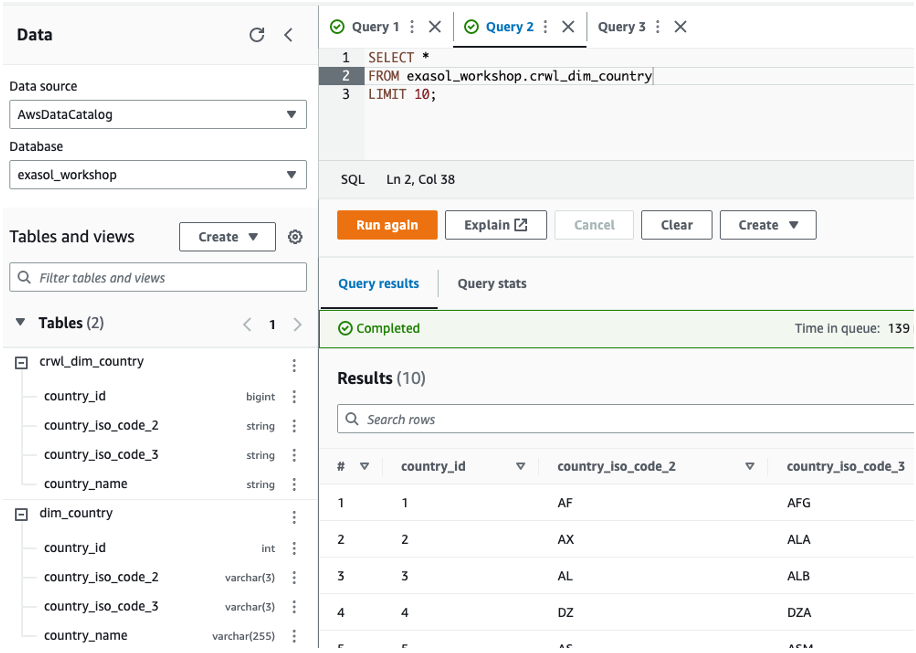 Data
Data source
AwsDataCatalog
Database
exasol_workshop
Tables and views
Create
Filter tables and views
Tables (2)
1
crwl_dim_country
country_id bigint
country_iso_code_2 string
country_iso_code_3 string
country_name string
dim_country
country_id int
country_iso_code_2 varchar(3)
country_iso_code_3 varchar(3)
country_name varchar(255)
Query 1 Query 2 Query 3
1 SELECT *
2 FROM exasol_workshop.crwl_dim_country
3 LIMIT 10;
SQL Ln 2, Col 38
Run again Explain Cancel Clear Create
Query results Query stats
Completed Time in queue: 139
Results (10)
Search rows
# country_id country_iso_code_2 country_iso_code_3
1 1 AF AFG
2 2 AX ALA
3 3 AL ALB
4 4 DZ DZA
5 5 AS ASM